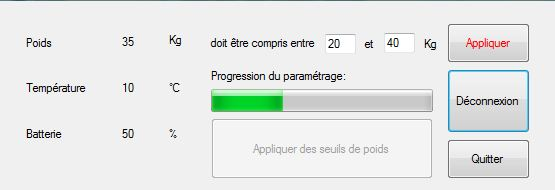 Poids 35 Kg doit être compris entre 20 et 40 Kg Appliquer
Progression du paramétrage:
Température 10 °C
Déconnexion
Batterie 50 %
Appliquer des seuils de poids
Quitter